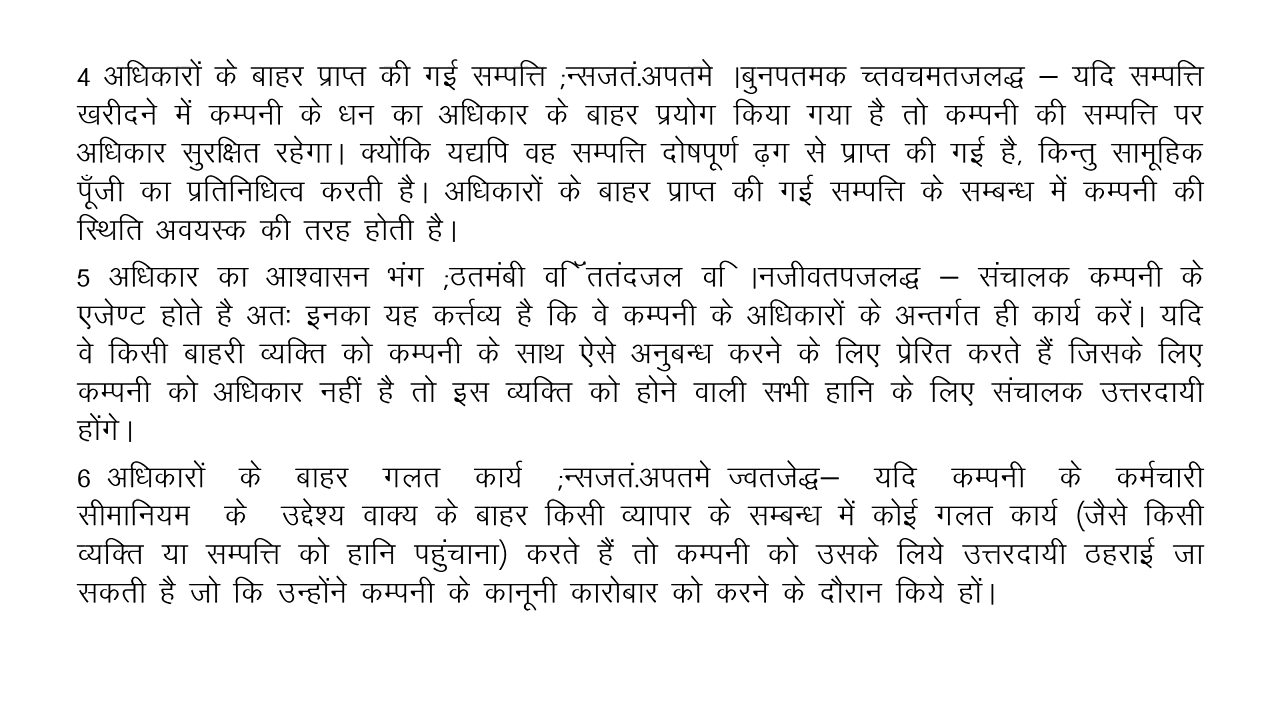 4 अधिकारों के बाहर प्राप्त की गई सम्पत्ति ;न्सजतं.अपतमे ।बुनपतमक च्तवचमतजलद्ध – यदि सम्पत्ति
खरीदने में कम्पनी के धन का अधिकार के बाहर प्रयोग किया गया है तो कम्पनी की सम्पत्ति पर
अधिकार सुरक्षित रहेगा। क्योंकि यद्यपि वह सम्पत्ति दोषपूर्ण ढ़ग से प्राप्त की गई है, किन्तु सामूहिक
पूँजी का प्रतिनिधित्व करती है। अधिकारों के बाहर प्राप्त की गई सम्पत्ति के सम्बन्ध में कम्पनी की
स्थिति अवयस्क की तरह होती है।
5 अधिकार का आश्वासन भंग ;ठतमंबी वि ॅंततंदजल वि ।नजीवतपजलद्ध – संचालक कम्पनी के
एजेण्ट होते है अतः इनका यह कर्त्तव्य है कि वे कम्पनी के अधिकारों के अन्तर्गत ही कार्य करें। यदि
वे किसी बाहरी व्यक्ति को कम्पनी के साथ ऐसे अनुबन्ध करने के लिए प्रेरित करते हैं जिसके लिए
कम्पनी को अधिकार नहीं है तो इस व्यक्ति को होने वाली सभी हानि के लिए संचालक उत्तरदायी
होंगे।
6 अधिकारों के बाहर गलत कार्य ;न्सजतं.अपतमे ज्वतजेद्ध– यदि कम्पनी के कर्मचारी
सीमानियम के उद्देश्य वाक्य के बाहर किसी व्यापार के सम्बन्ध में कोई गलत कार्य (जैसे किसी
व्यक्ति या सम्पत्ति को हानि पहुंचाना) करते हैं तो कम्पनी को उसके लिये उत्तरदायी ठहराई जा
सकती है जो कि उन्होंने कम्पनी के कानूनी कारोबार को करने के दौरान किये हों।